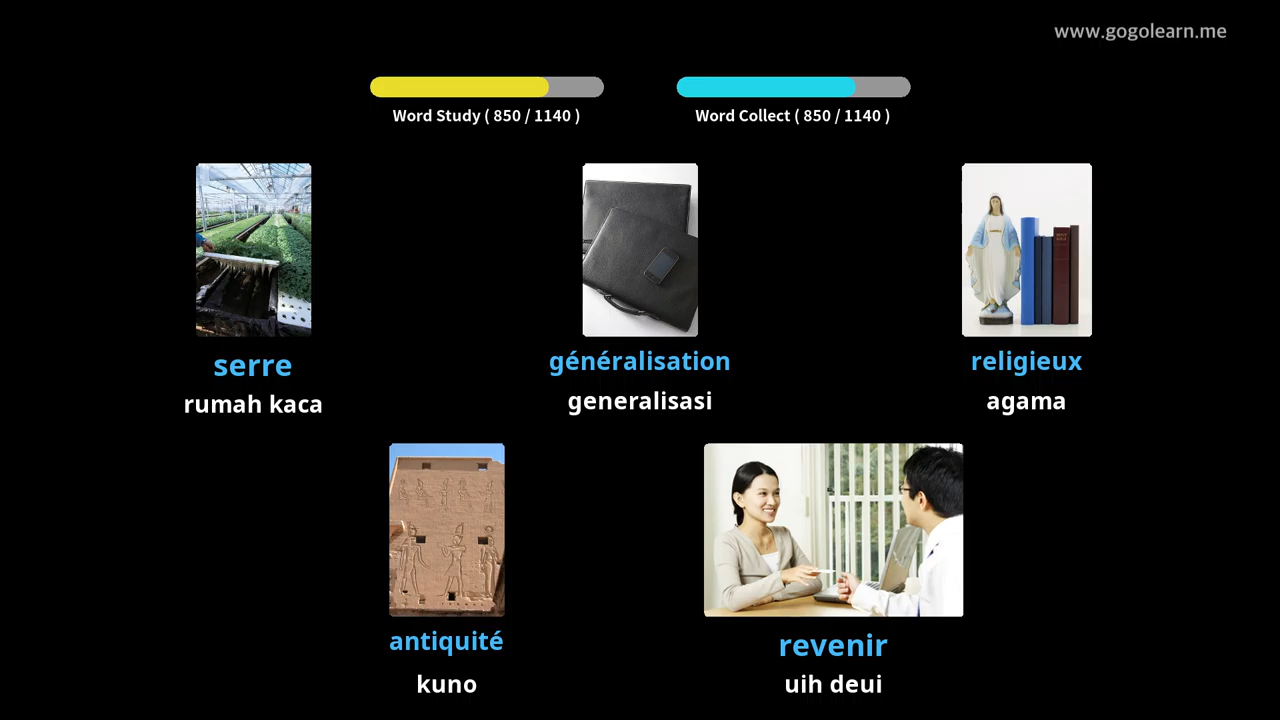 www.gogolearn.me
Word Study ( 850 / 1140 )
Word Collect ( 850 / 1140 )
serre
rumah kaca
généralisation
generalisasi
religieux
agama
antiquité
kuno
revenir
uih deui